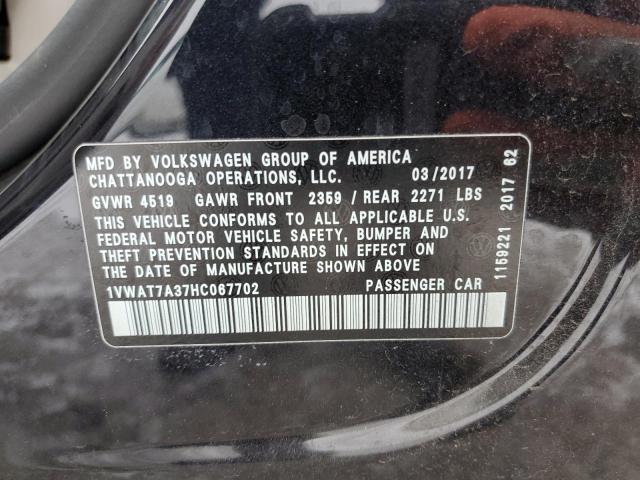 MFD BY VOLKSWAGEN GROUP OF AMERICA
CHATTANOOGA OPERATIONS, LLC. 03/2017
GVWR 4519 GAWR FRONT 2359 / REAR 2271 LBS
THIS VEHICLE CONFORMS TO ALL APPLICABLE U.S.
FEDERAL MOTOR VEHICLE SAFETY, BUMPER AND
THEFT PREVENTION STANDARDS IN EFFECT ON
THE DATE OF MANUFACTURE SHOWN ABOVE
1VWAT7A37HC067702 PASSENGER CAR
1159221 2017 62